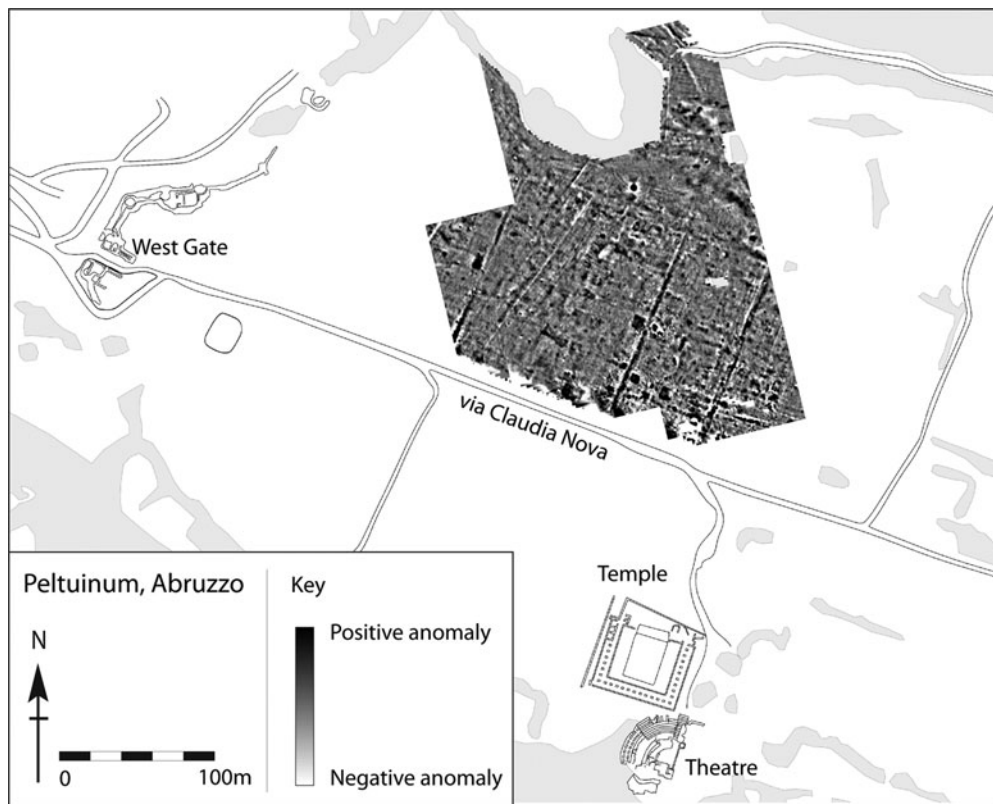 West Gate
via Claudia Nova
Temple
Theatre
Peltuinum, Abruzzo
N
0 100m
Key
Positive anomaly
Negative anomaly